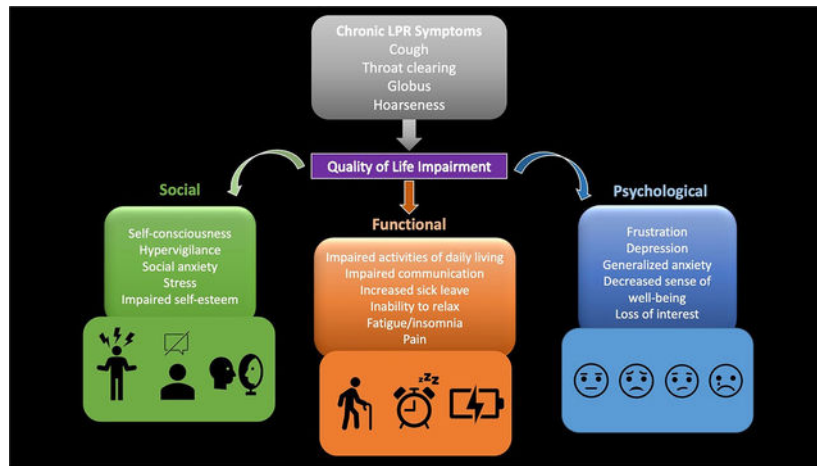 Chronic LPR Symptoms
Cough
Throat clearing
Globus
Hoarseness
Quality of Life Impairment
Social
Self-consciousness
Hypervigilance
Social anxiety
Stress
Impaired self-esteem
Functional
Impaired activities of daily living
Impaired communication
Increased sick leave
Inability to relax
Fatigue/insomnia
Pain
zzZ
Psychological
Frustration
Depression
Generalized anxiety
Decreased sense of
well-being
Loss of interest